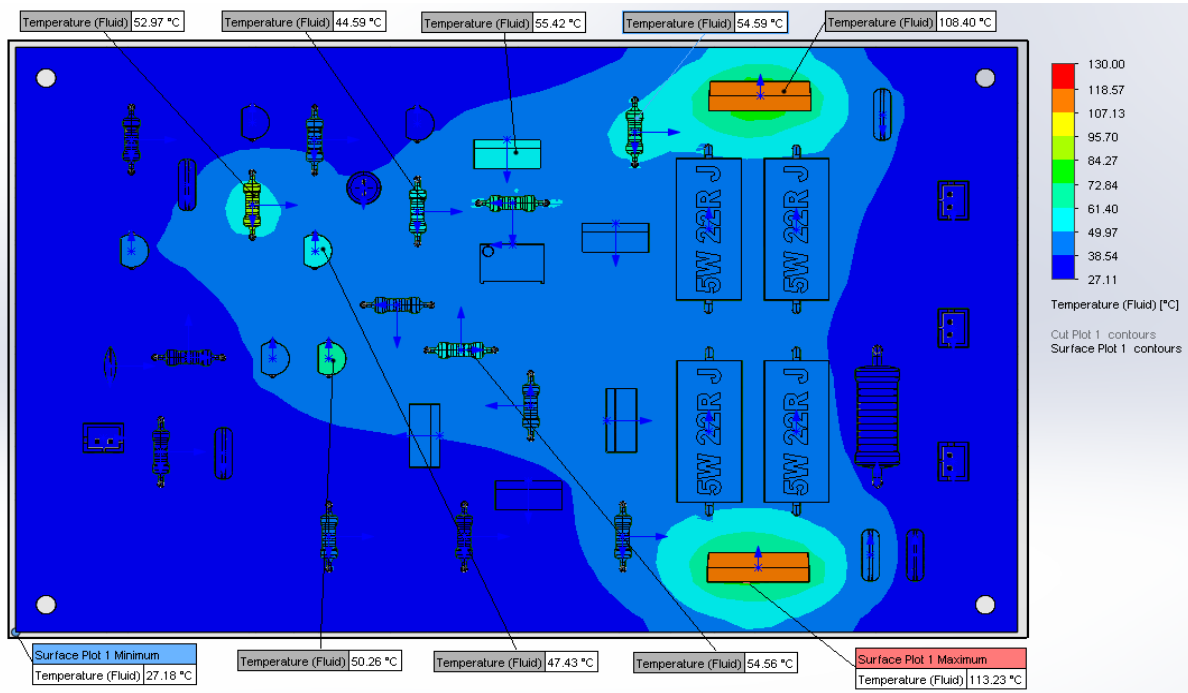 Temperature (Fluid) 52.97 °C
Temperature (Fluid) 44.59 °C
Temperature (Fluid) 55.42 °C
Temperature (Fluid) 54.59 °C
Temperature (Fluid) 108.40 °C
130.00
118.57
107.13
95.70
84.27
72.84
61.40
49.97
38.54
27.11
Temperature (Fluid) [°C]
Cut Plot 1 contours
Surface Plot 1 contours
5W 22R J
5W 22R J
5W 22R J
5W 22R J
Surface Plot 1 Minimum
Temperature (Fluid) 27.18 °C
Temperature (Fluid) 50.26 °C
Temperature (Fluid) 47.43 °C
Temperature (Fluid) 54.56 °C
Surface Plot 1 Maximum
Temperature (Fluid) 113.23 °C